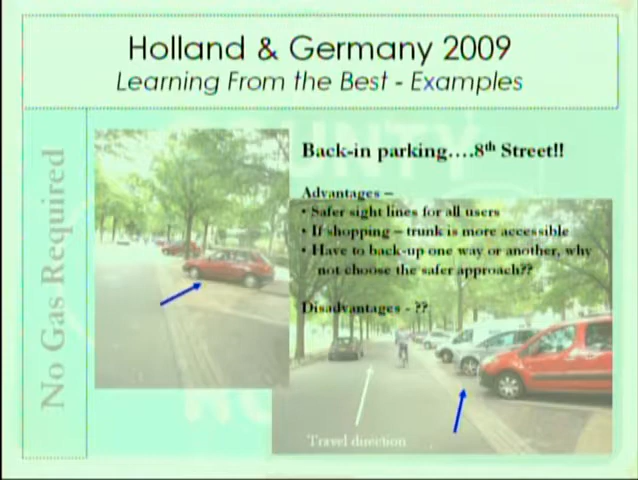 Holland & Germany 2009
Learning From the Best - Examples
No Gas Required
Back-in parking....8th Street!!
Advantages –
• Safer sight lines for all users
• If shopping – trunk is more accessible
• Have to back-up one way or another, why
not choose the safer approach??
Disadvantages - ??
Travel direction